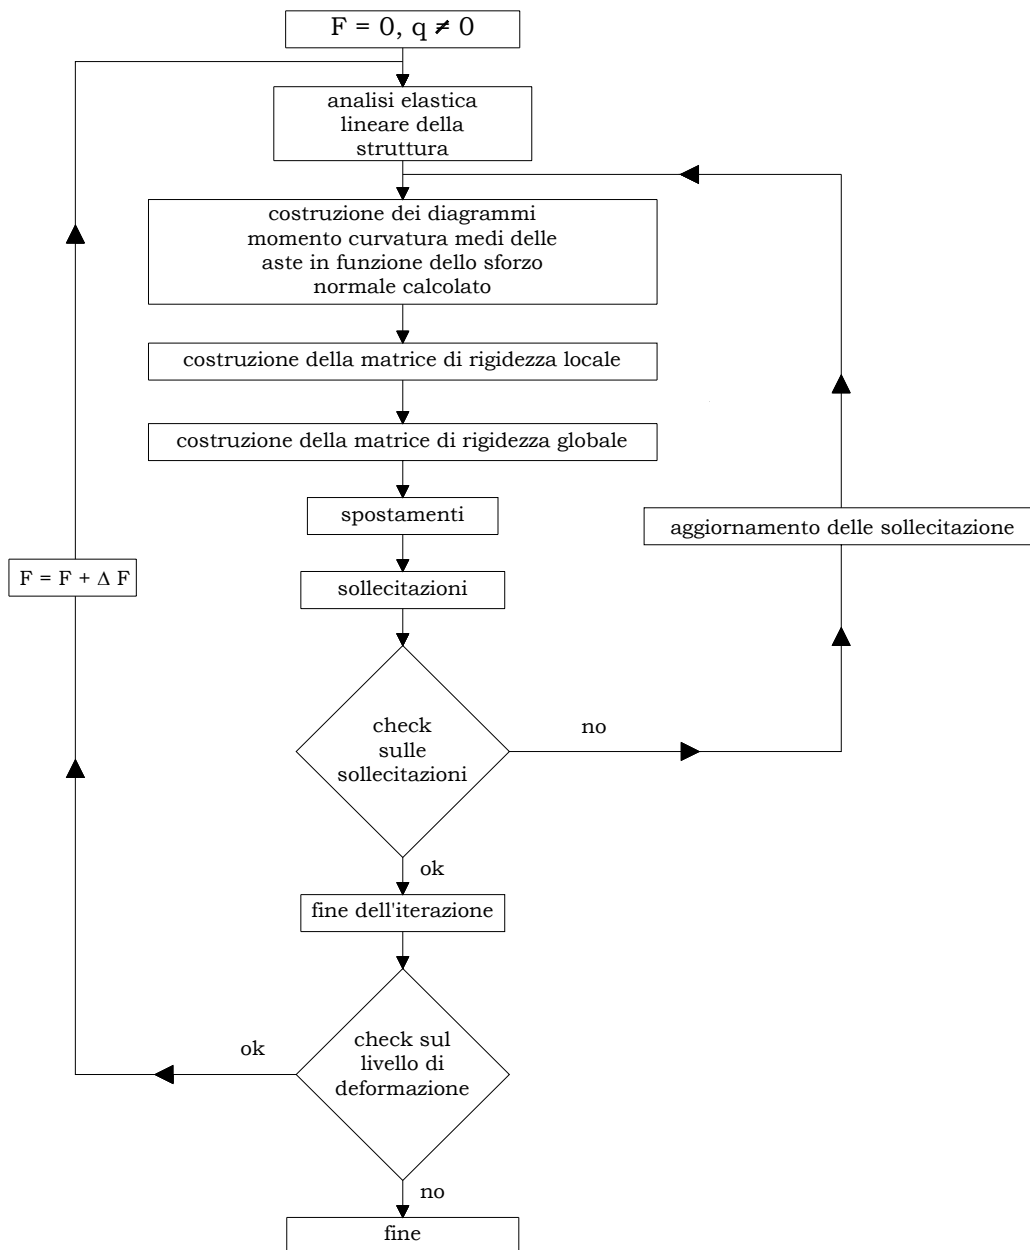 F = 0, q ≠ 0
analisi elastica
lineare della
struttura
costruzione dei diagrammi
momento curvatura medi delle
aste in funzione dello sforzo
normale calcolato
costruzione della matrice di rigidezza locale
costruzione della matrice di rigidezza globale
spostamenti
aggiornamento delle sollecitazione
F = F + Δ F
sollecitazioni
check
sulle
sollecitazioni
no
ok
fine dell'iterazione
check sul
livello di
deformazione
ok
no
fine